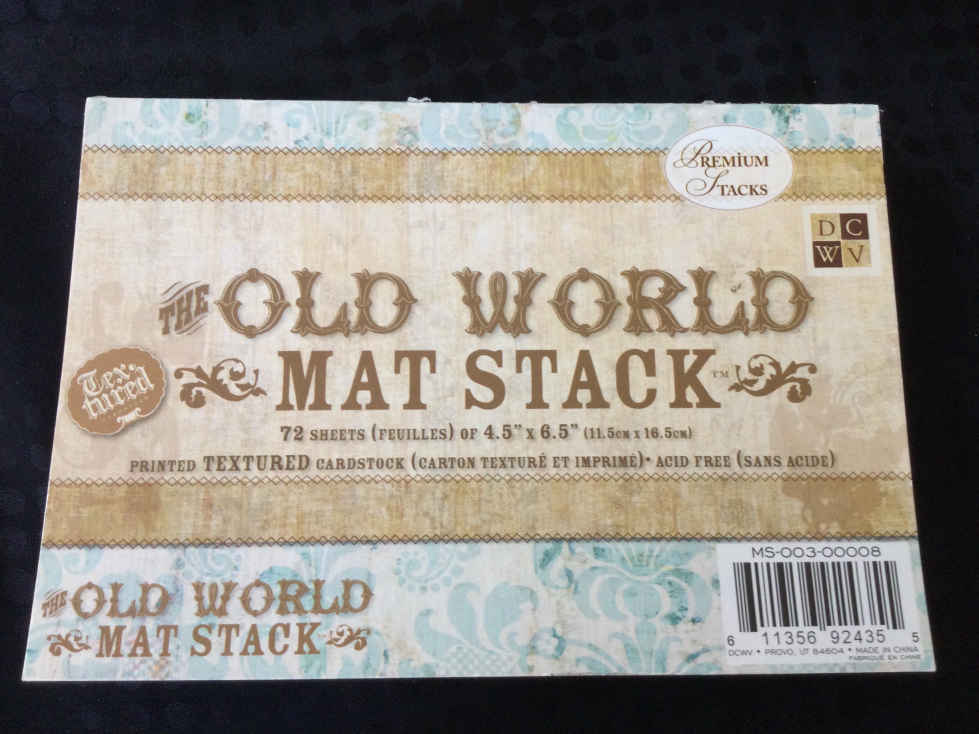 PREMIUM
STACKS
D C
W V
THE OLD WORLD
MAT STACK™
Tex-
tured
72 SHEETS (FEUILLES) OF 4.5" X 6.5" (11.5CM X 16.5CM)
PRINTED TEXTURED CARDSTOCK (CARTON TEXTURÉ ET IMPRIMÉ)• ACID FREE (SANS ACIDE)
THE OLD WORLD
MAT STACK
MS-003-00008
6 11356 92435 5
DCWV • PROVO, UT 84604 • MADE IN CHINA
FABRIQUÉ EN CHINE